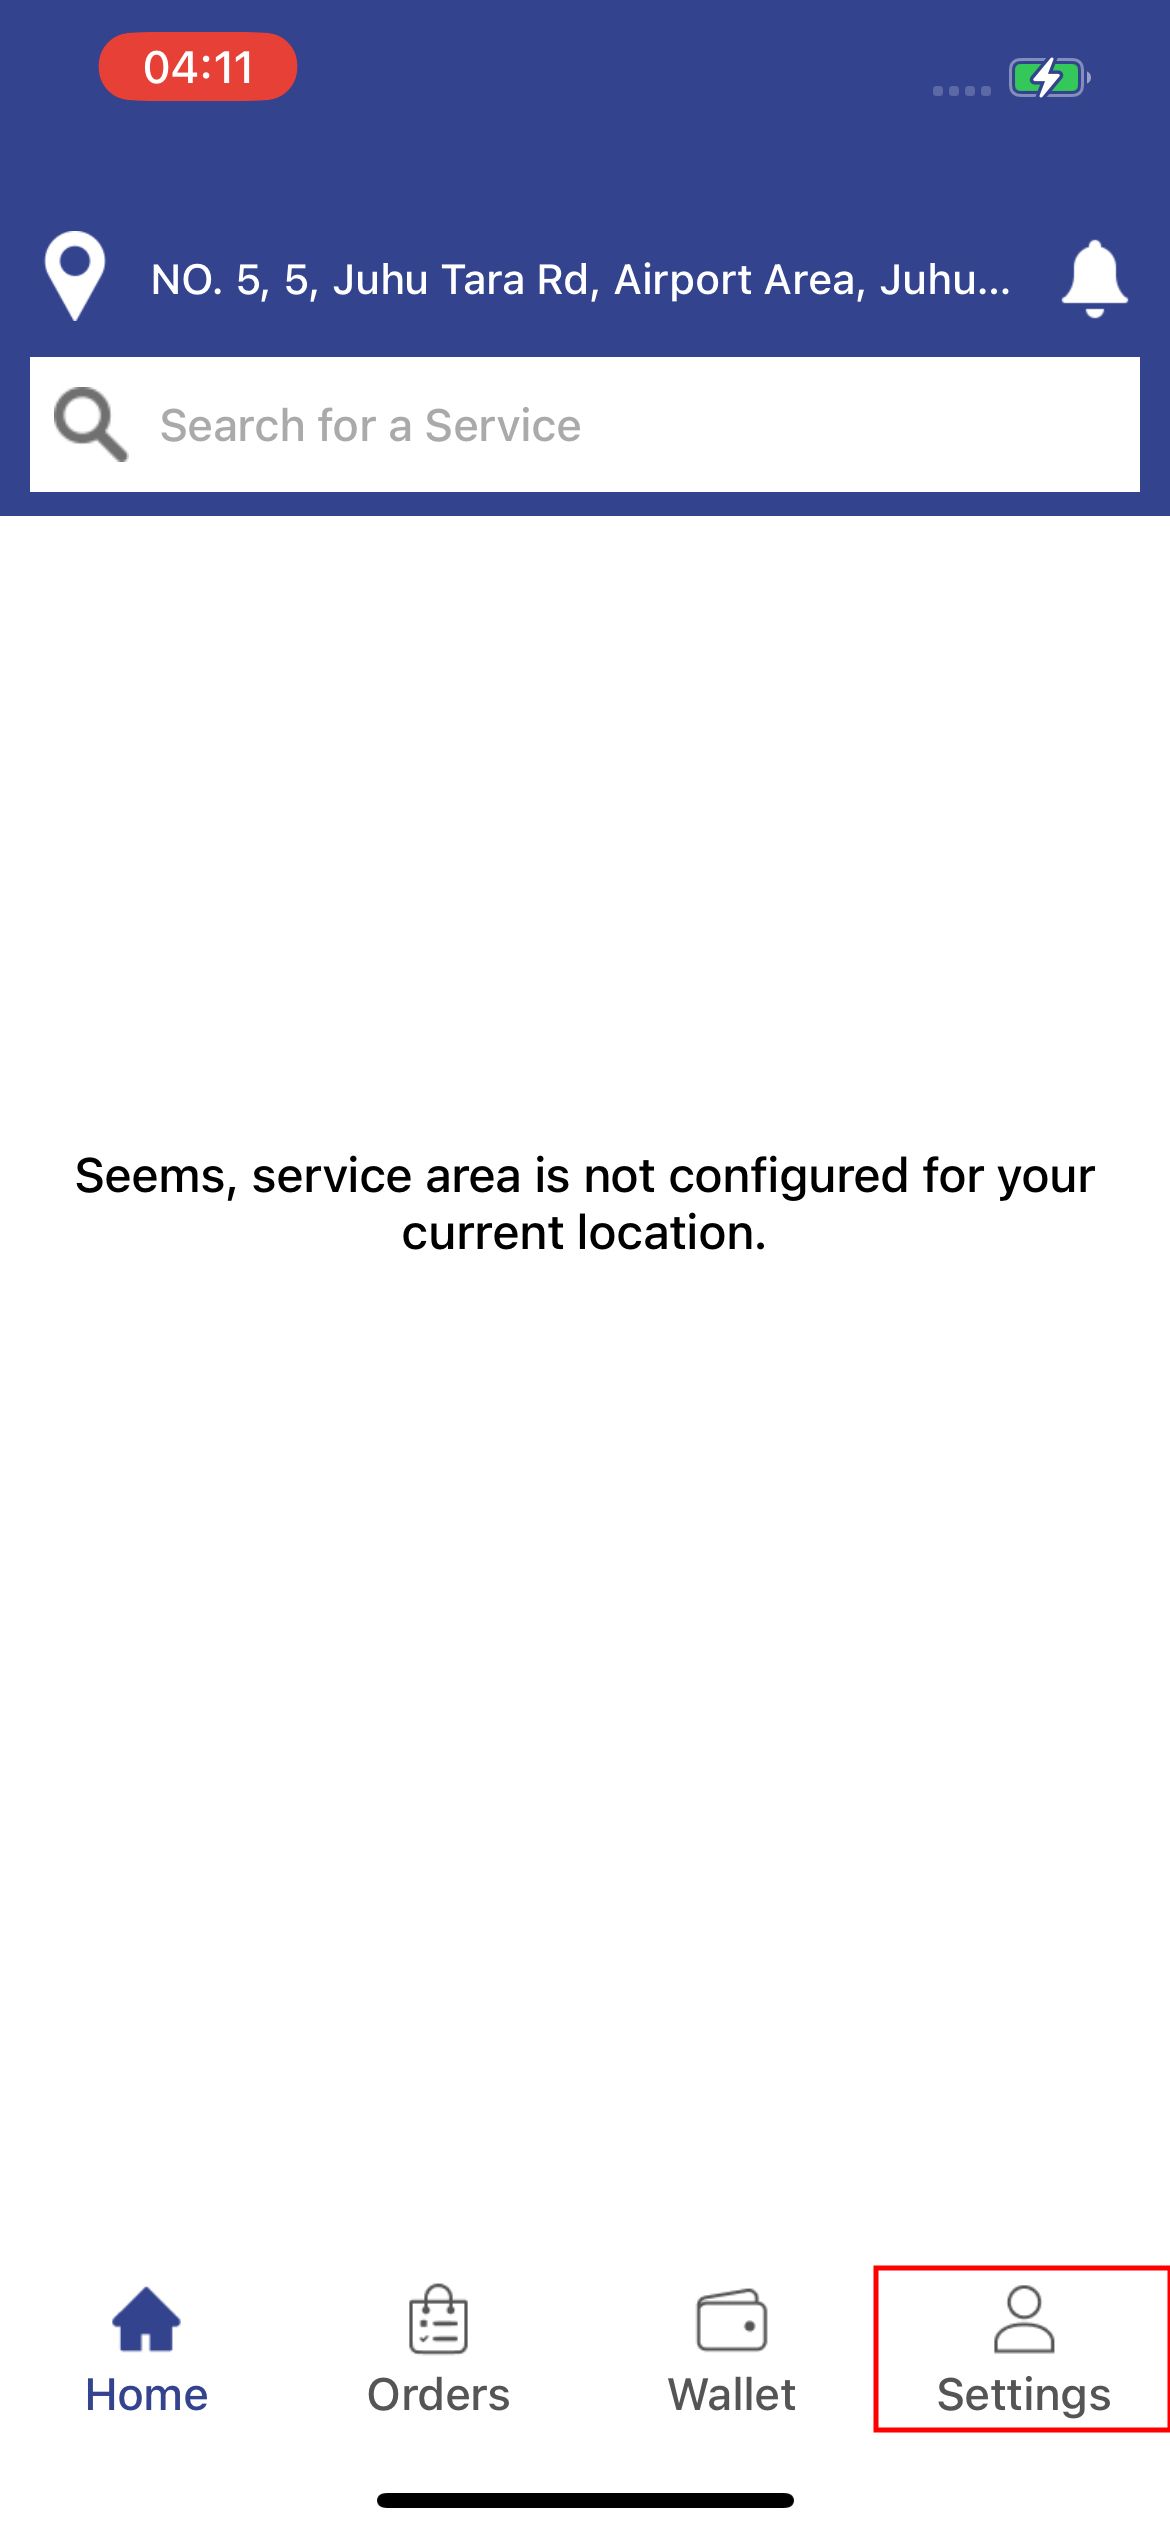 04:11
NO. 5, 5, Juhu Tara Rd, Airport Area, Juhu...
Search for a Service
Seems, service area is not configured for your
current location.
Home
Orders
Wallet
Settings